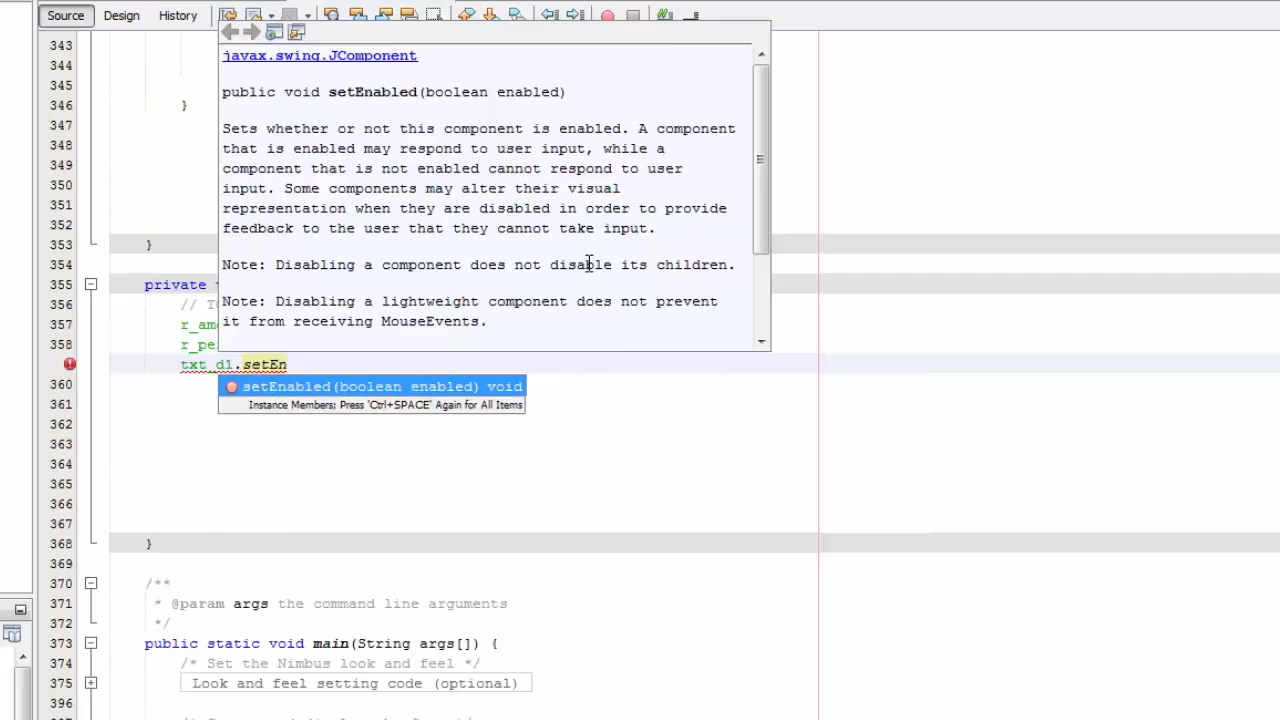 Source Design History
javax.swing.JComponent
public void setEnabled(boolean enabled)
Sets whether or not this component is enabled. A component
that is enabled may respond to user input, while a
component that is not enabled cannot respond to user
input. Some components may alter their visual
representation when they are disabled in order to provide
feedback to the user that they cannot take input.
Note: Disabling a component does not disable its children.
Note: Disabling a lightweight component does not prevent
it from receiving MouseEvents.
343
344
345
346 }
347
348
349
350
351
352
353 }
354
355 private
356 //
357
358
txt_d1.setEn
setEnabled(boolean enabled) void
Instance Members; Press 'Ctrl+SPACE' Again for All Items
360
361
362
363
364
365
366
367
368 }
369
370 /**
371 * @param args the command line arguments
372 */
373 public static void main(String args[]) {
374 /* Set the Nimbus look and feel */
375 Look and feel setting code (optional)
396